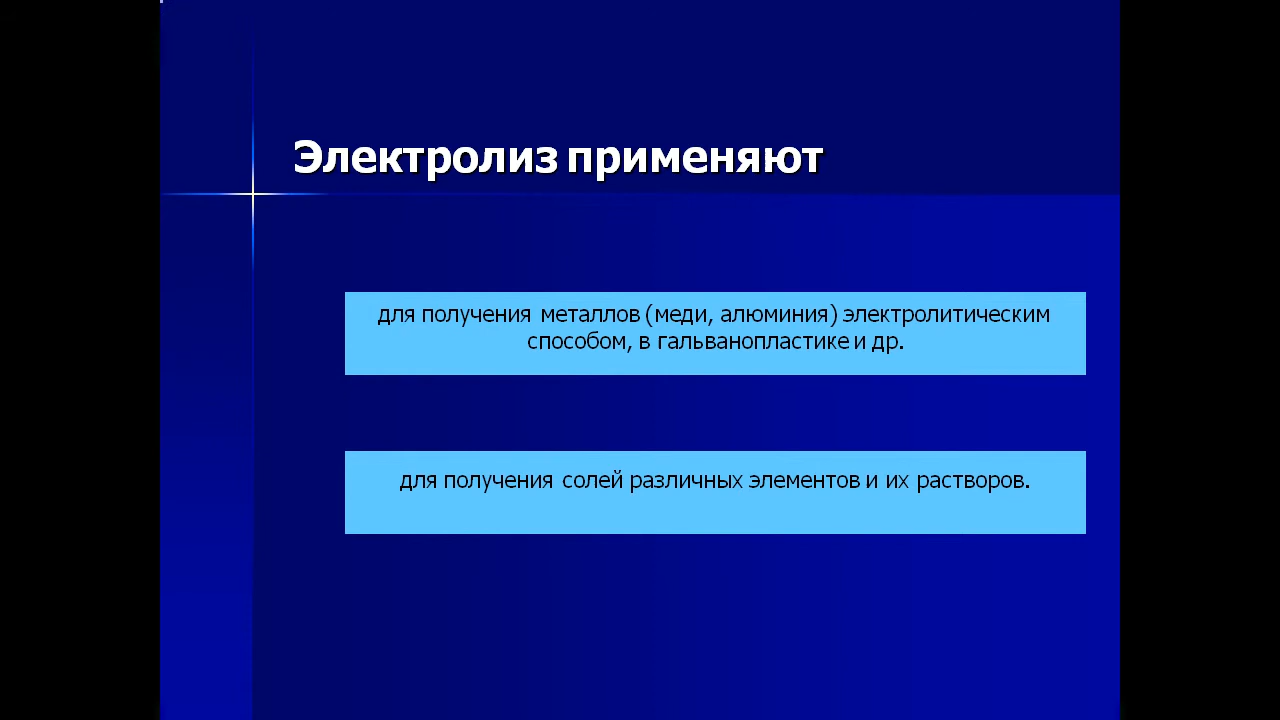 Электролиз применяют
для получения металлов (меди, алюминия) электролитическим
способом, в гальванопластике и др.
для получения солей различных элементов и их растворов.